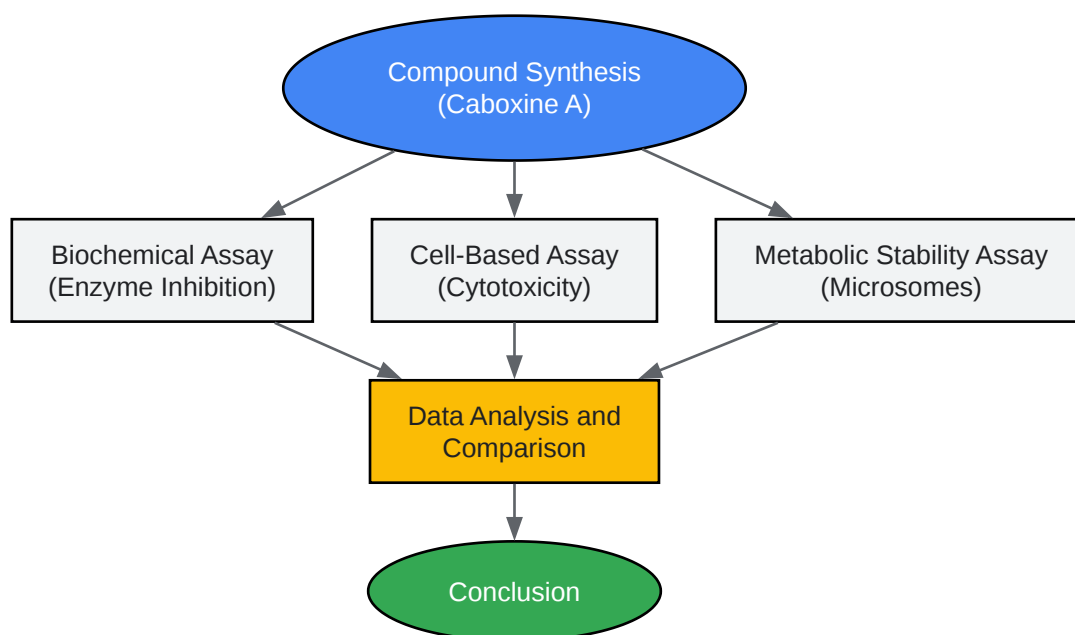 Compound Synthesis
(Caboxine A)
Biochemical Assay
(Enzyme Inhibition)
Cell-Based Assay
(Cytotoxicity)
Metabolic Stability Assay
(Microsomes)
Data Analysis and
Comparison
Conclusion